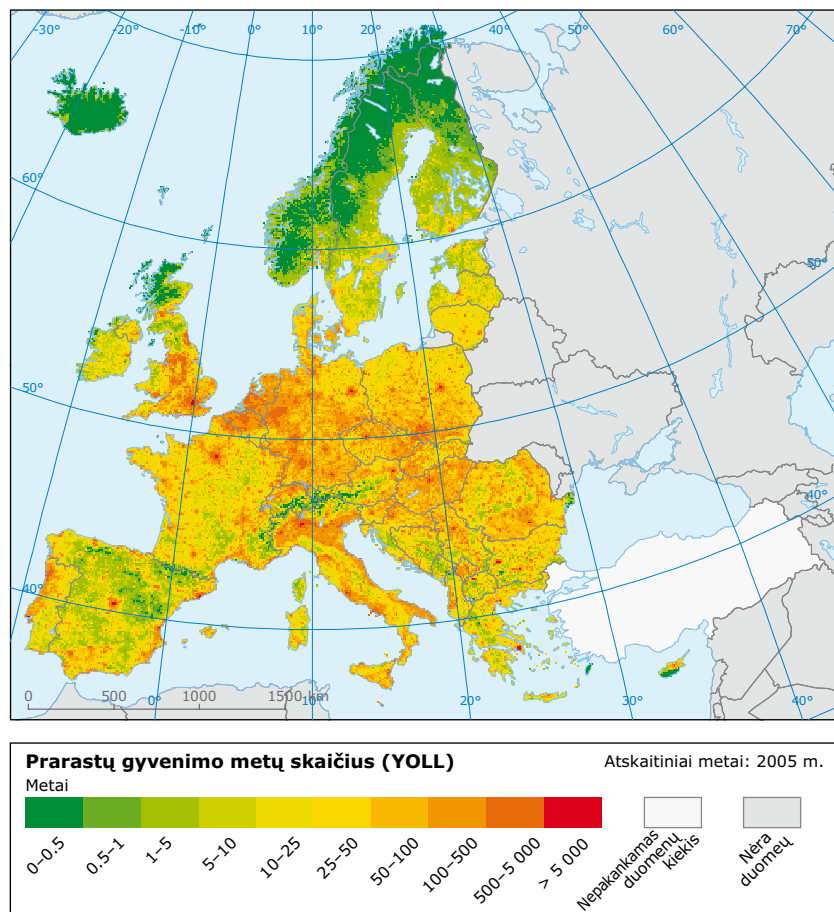 -30° -20° -10° 0° 10° 20° 30° 40° 50° 60° 70°
60°
50°
50°
40°
40°
0 500 1000 1500 km
0° 10° 20° 30° 40°
Prarastų gyvenimo metų skaičius (YOLL)
Atskaitiniai metai: 2005 m.
Metai
0–0.5
0.5–1
1–5
5–10
10–25
25–50
50–100
100–500
500–5 000
> 5 000
Nepakankamas
duomenų
kiekis
Nėra
duomeų